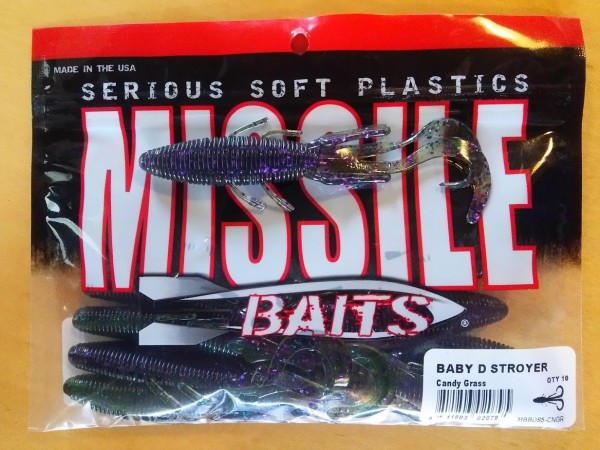 MADE IN THE USA
SERIOUS SOFT PLASTICS
MISSILE
BAITS ®
BABY D STROYER
Candy Grass
QTY 10